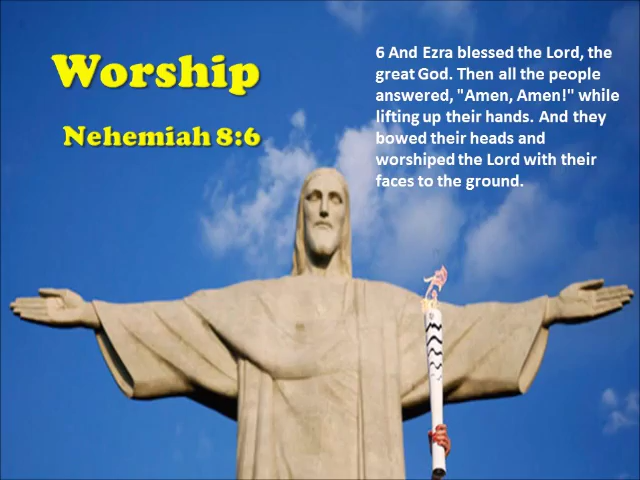 Worship
Nehemiah 8:6
6 And Ezra blessed the Lord, the
great God. Then all the people
answered, "Amen, Amen!" while
lifting up their hands. And they
bowed their heads and
worshiped the Lord with their
faces to the ground.